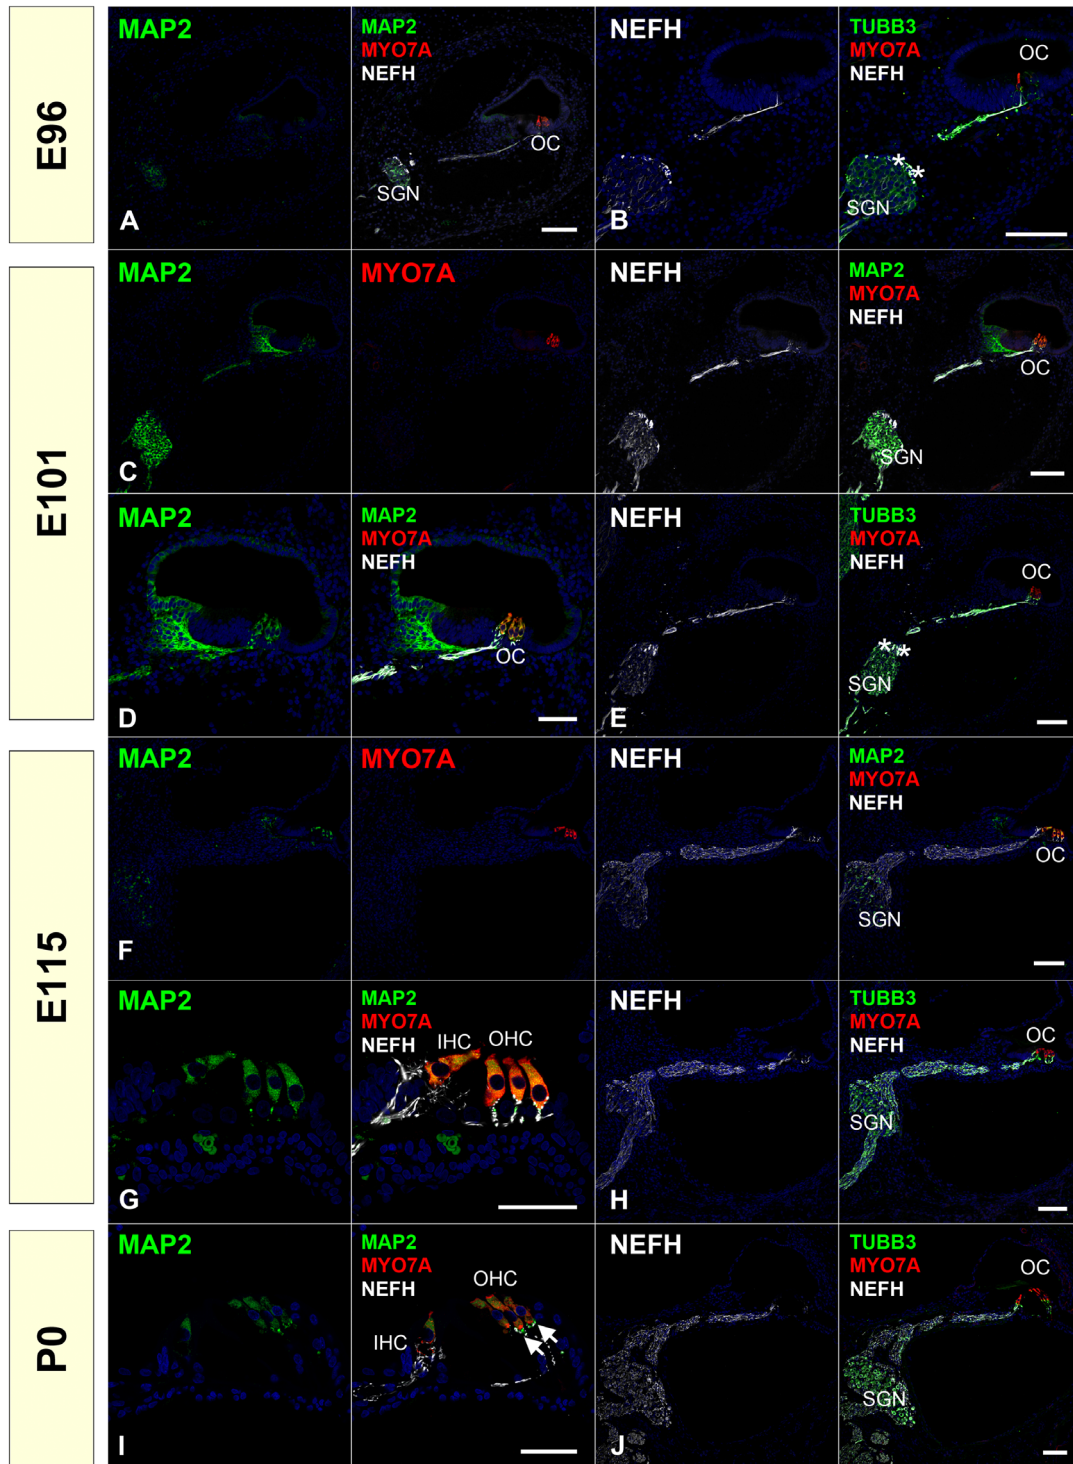 E96
MAP2
MAP2
MYO7A
NEFH
OC
SGN
A
NEFH
B
TUBB3
MYO7A
NEFH
OC
*
*
SGN
E101
MAP2
C
MYO7A
NEFH
MAP2
MYO7A
NEFH
OC
SGN
MAP2
D
MAP2
MYO7A
NEFH
OC
NEFH
E
TUBB3
MYO7A
NEFH
OC
*
*
SGN
E115
MAP2
F
MYO7A
NEFH
MAP2
MYO7A
NEFH
OC
SGN
MAP2
G
MAP2
MYO7A
NEFH
IHC
OHC
NEFH
H
TUBB3
MYO7A
NEFH
OC
SGN
P0
MAP2
I
MAP2
MYO7A
NEFH
OHC
IHC
NEFH
J
TUBB3
MYO7A
NEFH
OC
SGN